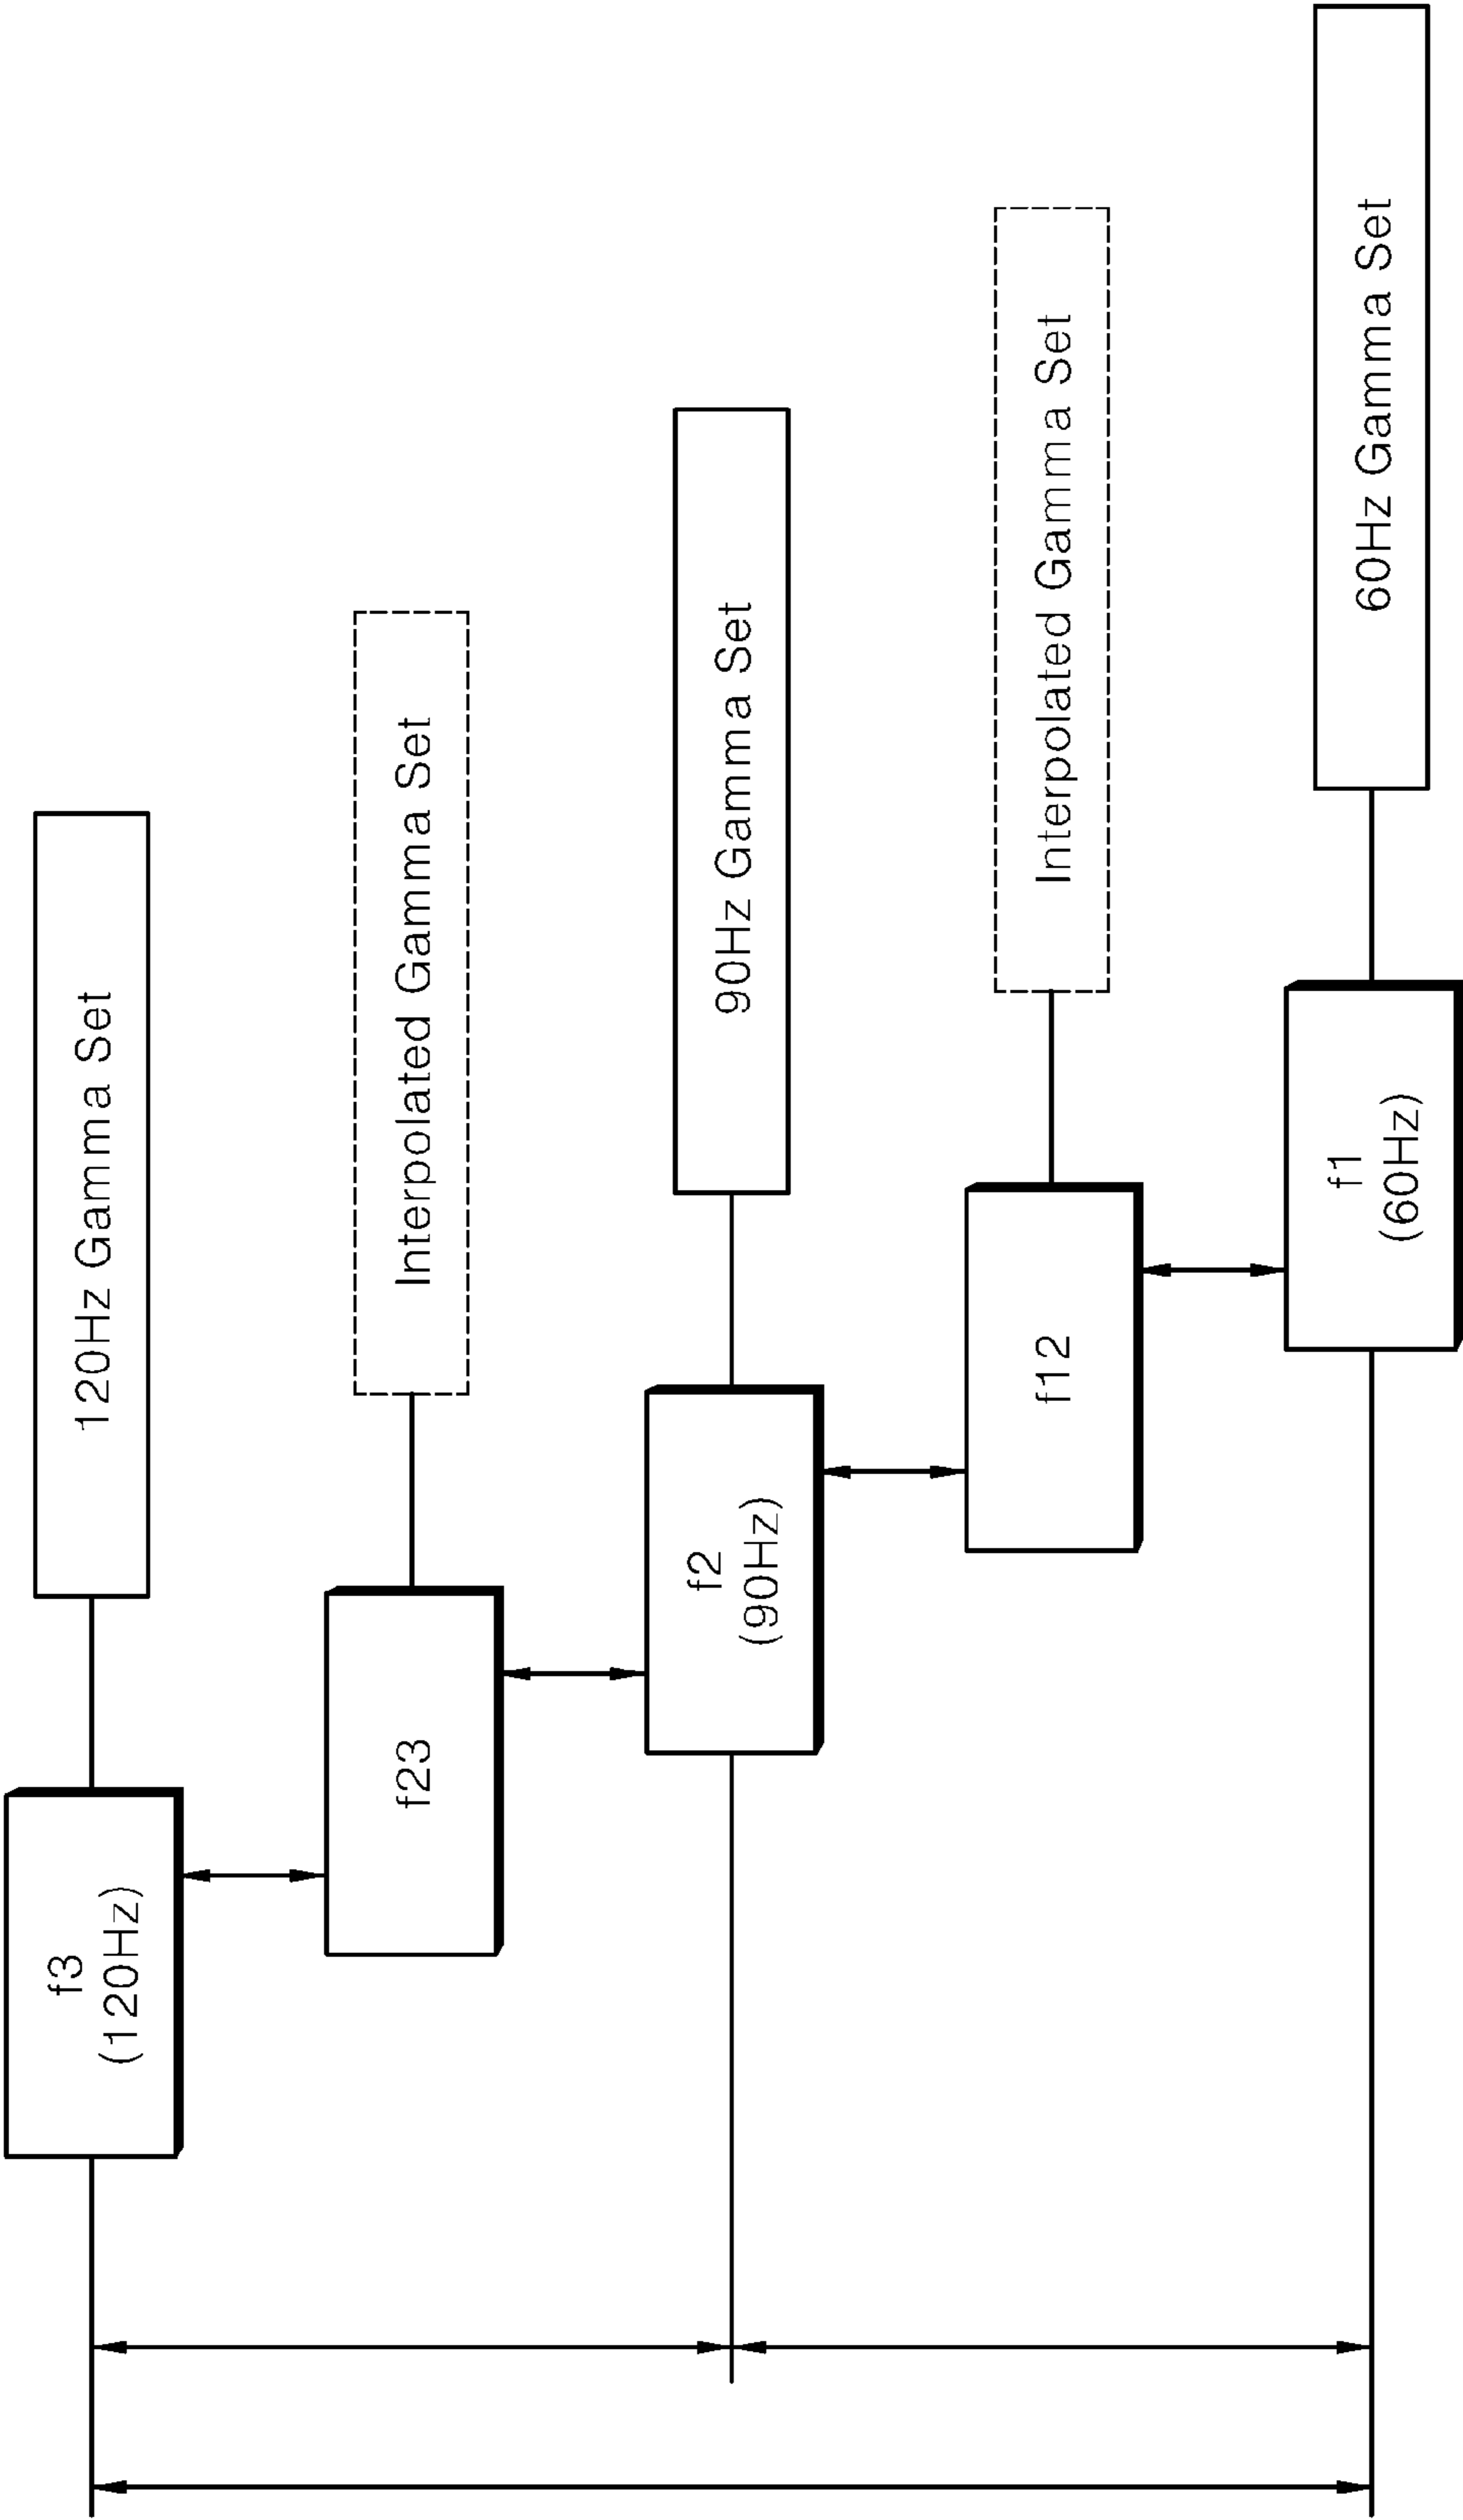 f3
(120Hz)
120Hz Gamma Set
f23
Interpolated Gamma Set
f2
(90Hz)
90Hz Gamma Set
f12
Interpolated Gamma Set
f1
(60Hz)
60Hz Gamma Set